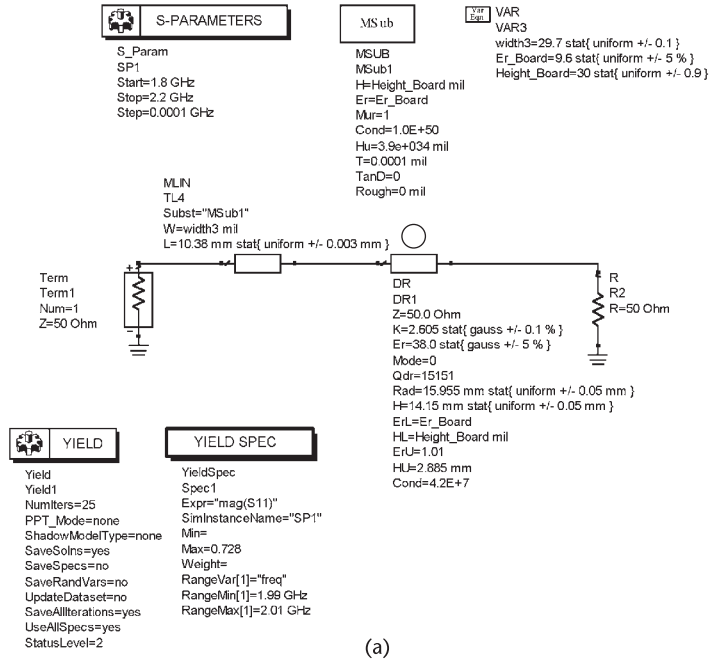 S-PARAMETERS
S_Param
SP1
Start=1.8 GHz
Stop=2.2 GHz
Step=0.0001 GHz
MSub
MSUB
MSub1
H=Height_Board mil
Er=Er_Board
Mur=1
Cond=1.0E+50
Hu=3.9e+034 mil
T=0.0001 mil
TanD=0
Rough=0 mil
Var
Eqn
VAR
VAR3
width3=29.7 stat{ uniform +/- 0.1 }
Er_Board=9.6 stat{ uniform +/- 5 % }
Height_Board=30 stat{ uniform +/- 0.9 }
MLIN
TL4
Subst="MSub1"
W=width3 mil
L=10.38 mm stat{ uniform +/- 0.003 mm }
Term
Term1
Num=1
Z=50 Ohm
DR
DR1
Z=50.0 Ohm
K=2.605 stat{ gauss +/- 0.1 % }
Er=38.0 stat{ gauss +/- 5 % }
Mode=0
Qdr=15151
Rad=15.955 mm stat{ uniform +/- 0.05 mm }
H=14.15 mm stat{ uniform +/- 0.05 mm }
ErL=Er_Board
HL=Height_Board mil
ErU=1.01
HU=2.885 mm
Cond=4.2E+7
R
R2
R=50 Ohm
YIELD
Yield
Yield1
NumIters=25
PPT_Mode=none
ShadowModelType=none
SaveSolns=yes
SaveSpecs=no
SaveRandVars=no
UpdateDataset=no
SaveAllIterations=yes
UseAllSpecs=yes
StatusLevel=2
YIELD SPEC
YieldSpec
Spec1
Expr="mag(S11)"
SimInstanceName="SP1"
Min=
Max=0.728
Weight=
RangeVar[1]="freq"
RangeMin[1]=1.99 GHz
RangeMax[1]=2.01 GHz
(a)